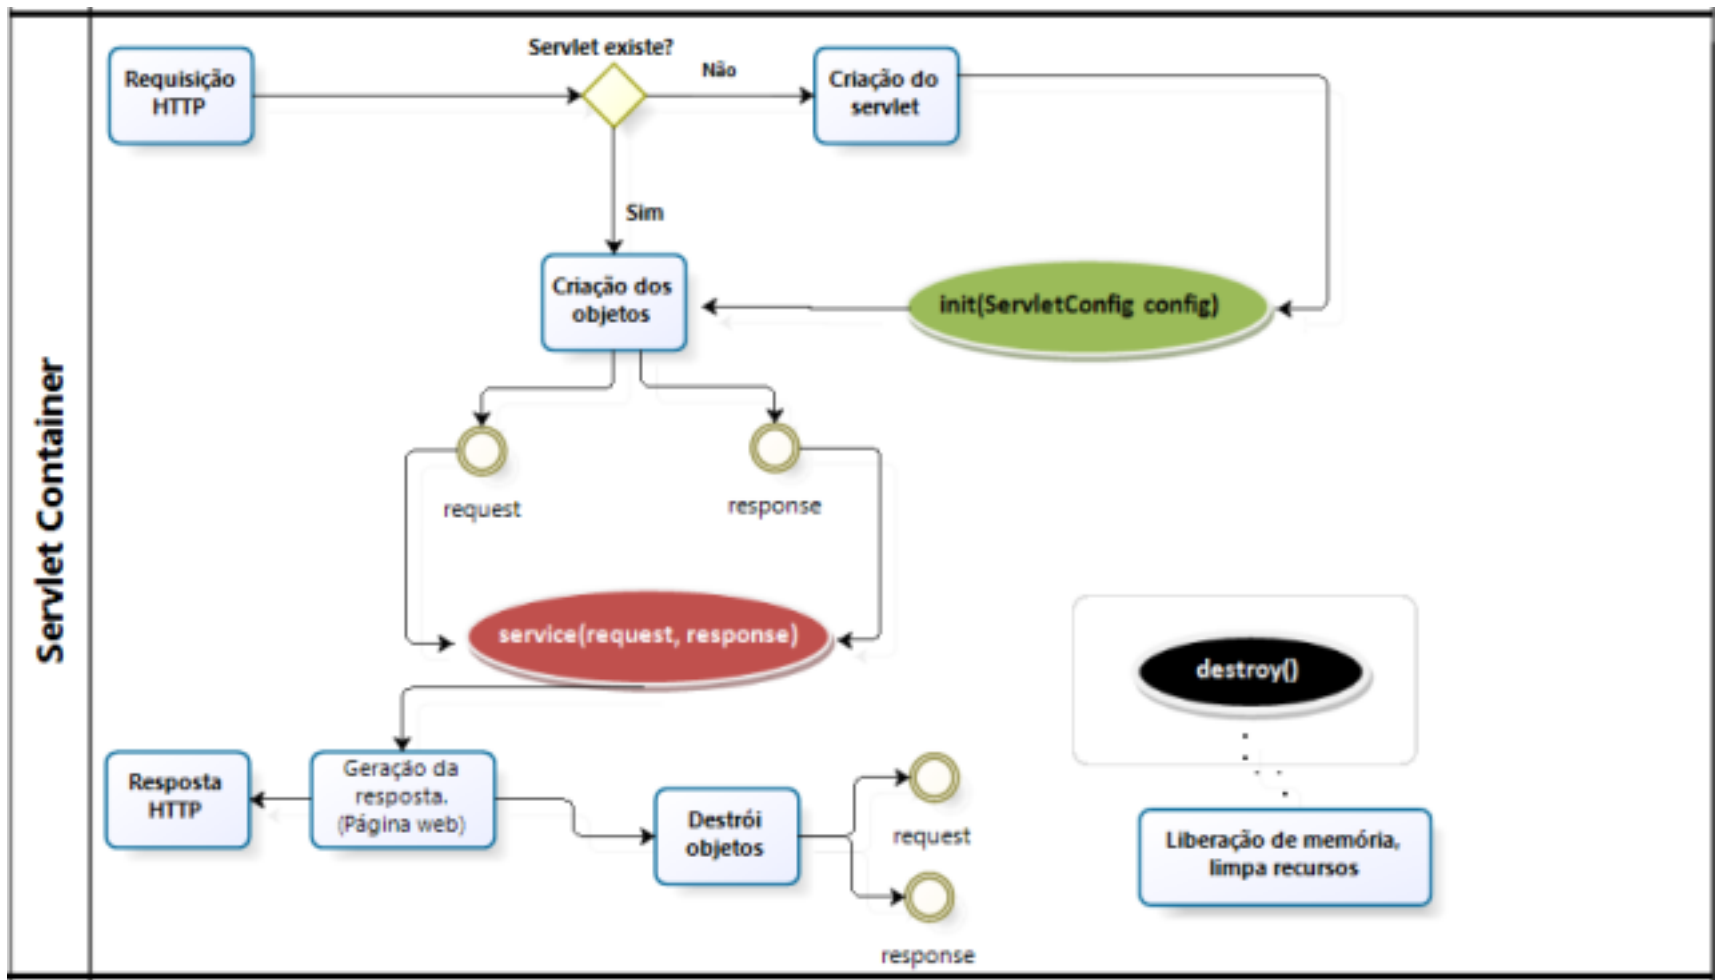 Servlet Container
Requisição
HTTP
Servlet existe?
Não
Criação do
servlet
Sim
Criação dos
objetos
init(ServletConfig config)
request
response
service(request, response)
destroy()
Resposta
HTTP
Geração da
resposta.
(Página web)
Destrói
objetos
request
response
Liberação de memória,
limpa recursos